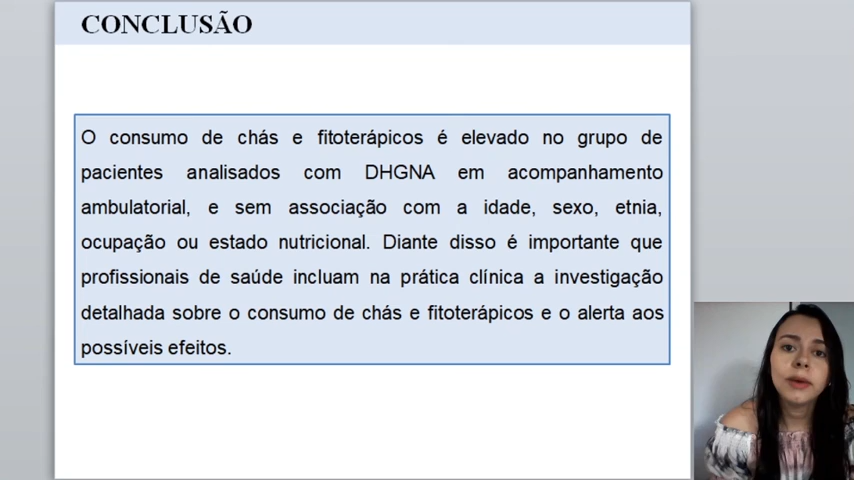 CONCLUSÃO
O consumo de chás e fitoterápicos é elevado no grupo de
pacientes analisados com DHGNA em acompanhamento
ambulatorial, e sem associação com a idade, sexo, etnia,
ocupação ou estado nutricional. Diante disso é importante que
profissionais de saúde incluam na prática clínica a investigação
detalhada sobre o consumo de chás e fitoterápicos e o alerta aos
possíveis efeitos.